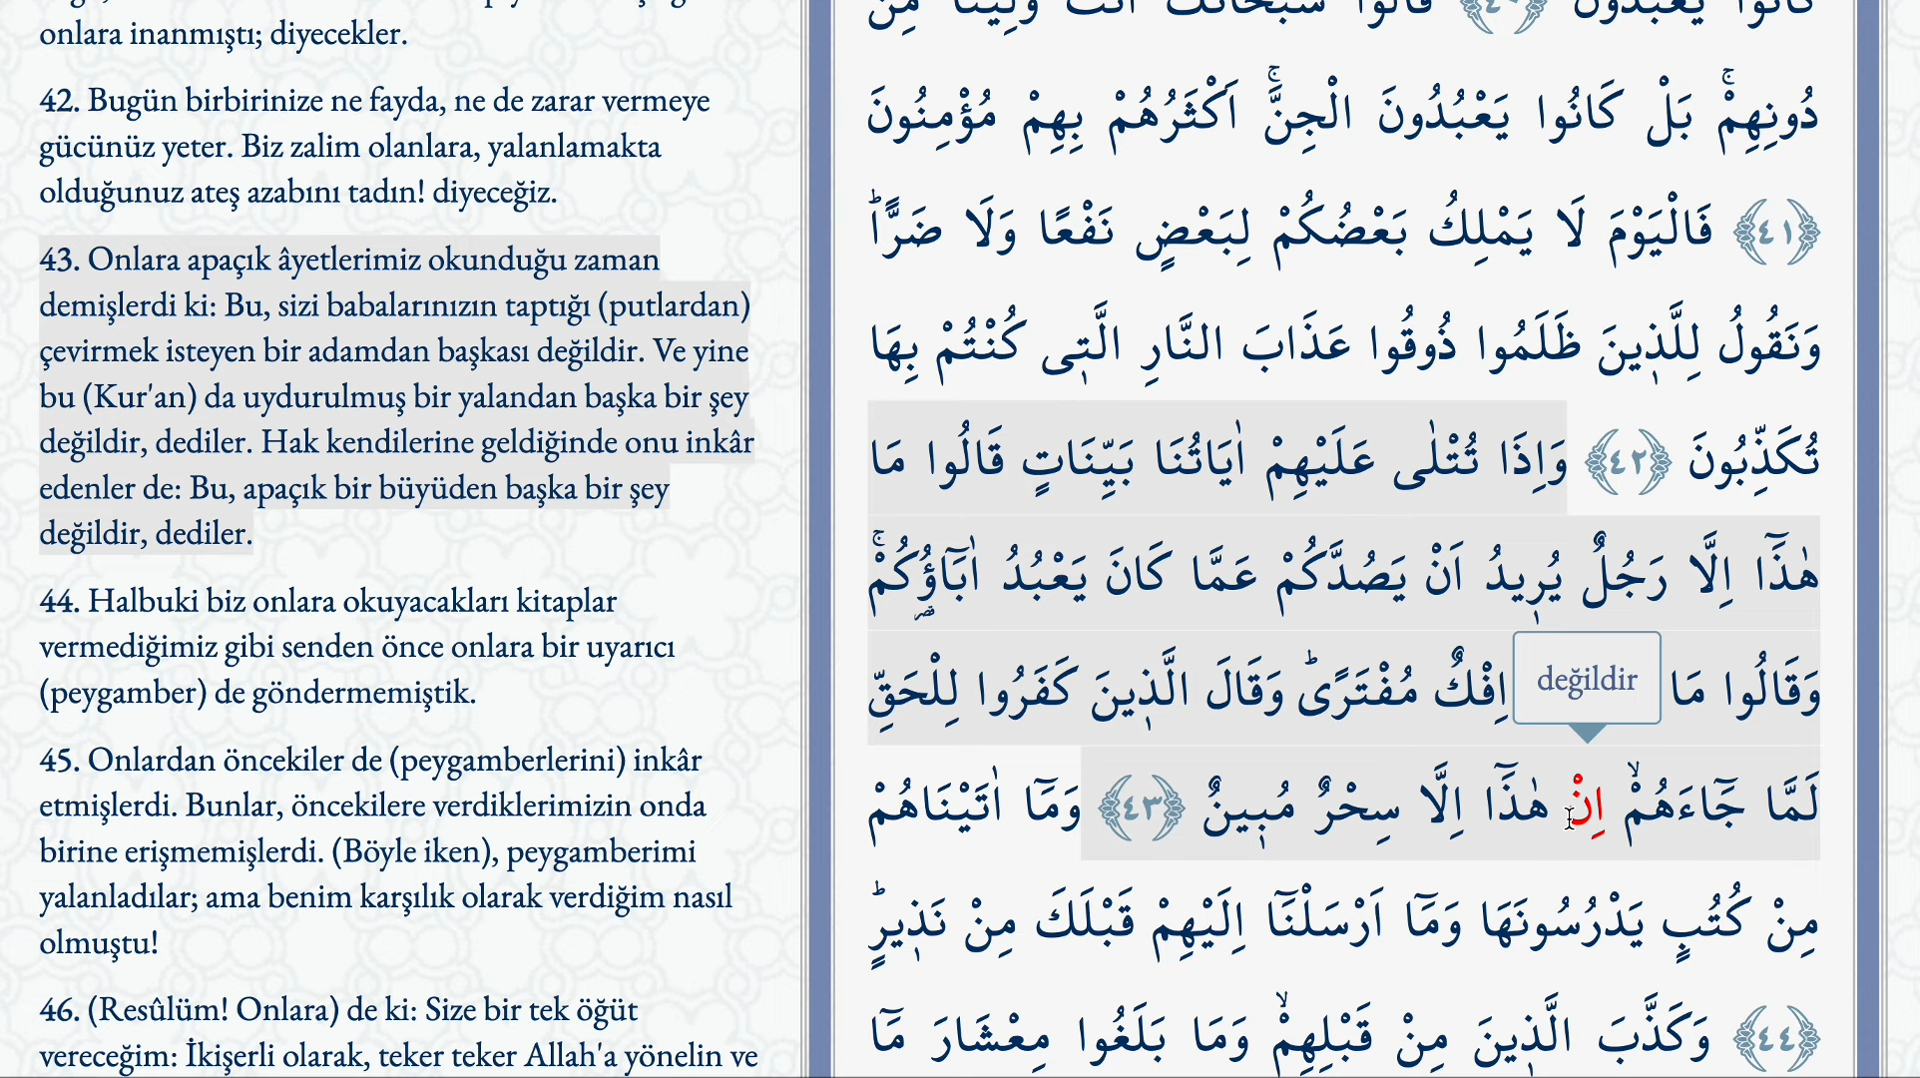 onlara inanmıştı; diyecekler.
42. Bugün birbirinize ne fayda, ne de zarar vermeye
gücünüz yeter. Biz zalim olanlara, yalanlamakta
olduğunuz ateş azabını tadın! diyeceğiz.
43. Onlara apaçık âyetlerimiz okunduğu zaman
demişlerdi ki: Bu, sizi babalarınızın taptığı (putlardan)
çevirmek isteyen bir adamdan başkası değildir. Ve yine
bu (Kur'an) da uydurulmuş bir yalandan başka bir şey
değildir, dediler. Hak kendilerine geldiğinde onu inkâr
edenler de: Bu, apaçık bir büyüden başka bir şey
değildir, dediler.
44. Halbuki biz onlara okuyacakları kitaplar
vermediğimiz gibi senden önce onlara bir uyarıcı
(peygamber) de göndermemiştik.
45. Onlardan öncekiler de (peygamberlerini) inkâr
etmişlerdi. Bunlar, öncekilere verdiklerimizin onda
birine erişmemişlerdi. (Böyle iken), peygamberimi
yalanladılar; ama benim karşılık olarak verdiğim nasıl
olmuştu!
46. (Resûlüm! Onlara) de ki: Size bir tek öğüt
vereceğim: İkişerli olarak, teker teker Allah'a yönelin ve
كَانُوا يَعْبُدُونَ ﴿٤٠﴾ قَالُوا سُبْحَانَكَ اَنْتَ وَلِيُّنَا مِنْ
دُونِهِمْۚ بَلْ كَانُوا يَعْبُدُونَ الْجِنَّۚ اَكْثَرُهُمْ بِهِمْ مُؤْمِنُونَ
﴿٤١﴾ فَالْيَوْمَ لَا يَمْلِكُ بَعْضُكُمْ لِبَعْضٍ نَفْعًا وَلَا ضَرًّاؕ
وَنَقُولُ لِلَّذ۪ينَ ظَلَمُوا ذُوقُوا عَذَابَ النَّارِ الَّت۪ى كُنْتُمْ بِهَا
تُكَذِّبُونَ ﴿٤٢﴾ وَاِذَا تُتْلٰى عَلَيْهِمْ اٰيَاتُنَا بَيِّنَاتٍ قَالُوا مَا
هٰذَٓا اِلَّا رَجُلٌ يُر۪يدُ اَنْ يَصُدَّكُمْ عَمَّا كَانَ يَعْبُدُ اٰبَٓاؤُ۬كُمْۚ
وَقَالُوا مَا değildir اِفْكٌ مُفْتَرًىؕ وَقَالَ الَّذ۪ينَ كَفَرُوا لِلْحَقِّ
لَمَّا جَٓاءَهُمْۙ اِنْ هٰذَٓا اِلَّا سِحْرٌ مُب۪ينٌ ﴿٤٣﴾ وَمَٓا اٰتَيْنَاهُمْ
مِنْ كُتُبٍ يَدْرُسُونَهَا وَمَٓا اَرْسَلْنَٓا اِلَيْهِمْ قَبْلَكَ مِنْ نَذ۪يرٍ
﴿٤٤﴾ وَكَذَّبَ الَّذ۪ينَ مِنْ قَبْلِهِمْۙ وَمَا بَلَغُوا مِعْشَارَ مَٓا